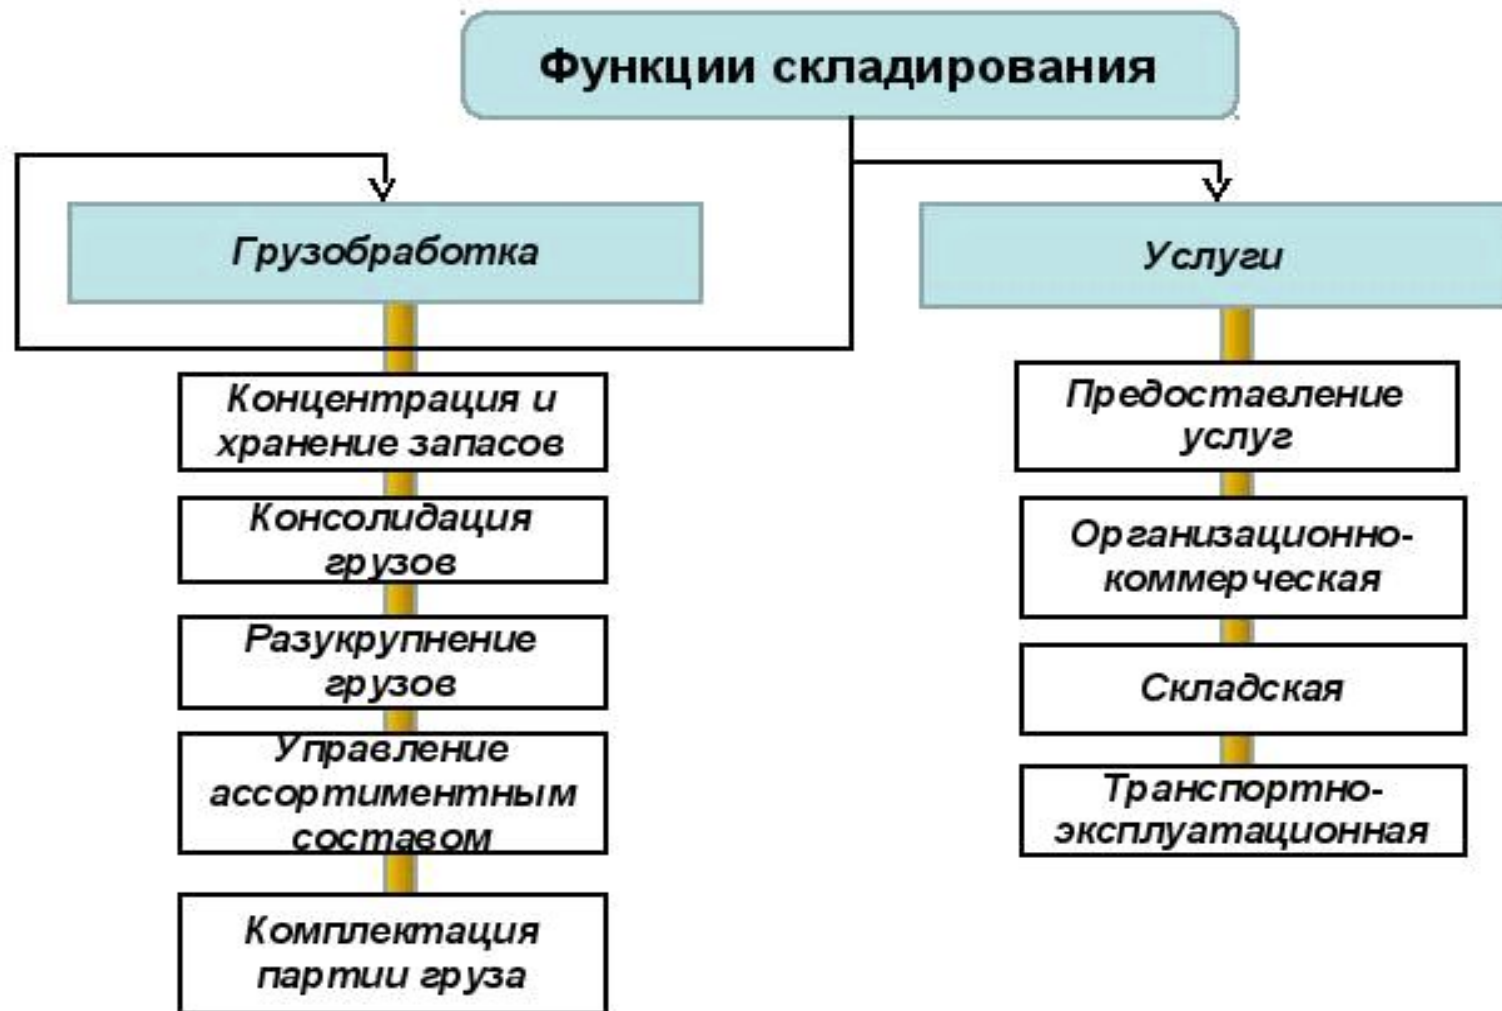 Функции складирования
Грузобработка
Услуги
Концентрация и
хранение запасов
Консолидация
грузов
Разукрупнение
грузов
Управление
ассортиментным
составом
Комплектация
партии груза
Предоставление
услуг
Организационно-
коммерческая
Складская
Транспортно-
эксплуатационная